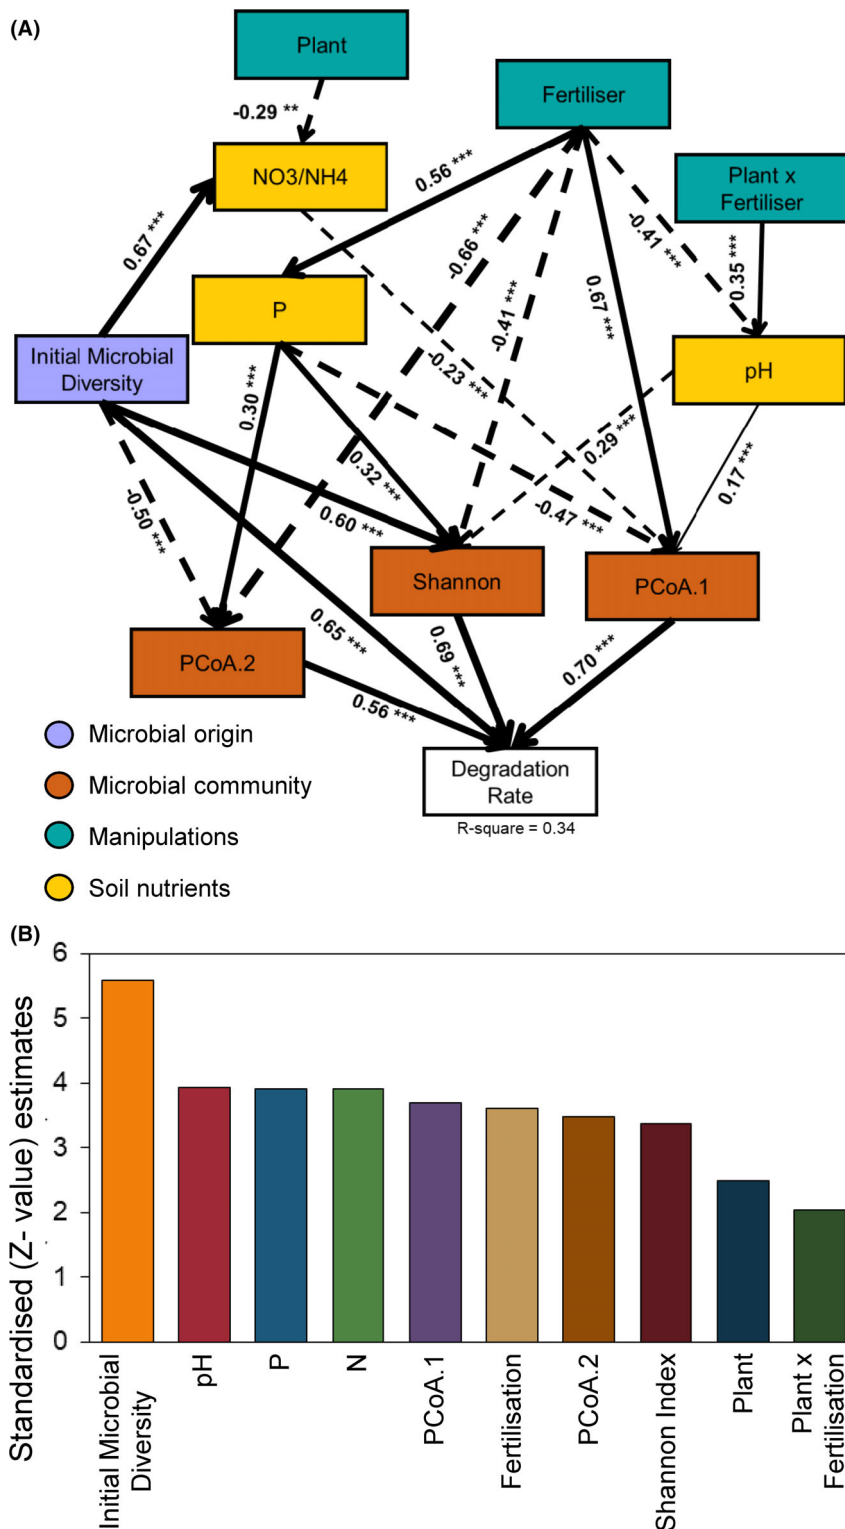 (A)
Plant
Fertiliser
-0.29 **
0.56 ***
NO3/NH4
Plant x
Fertiliser
0.67 ***
-0.66 ***
-0.41 ***
0.35 ***
-0.41 ***
0.67 ***
P
Initial Microbial
Diversity
pH
0.30 ***
-0.23 ***
0.29 ***
0.32 ***
0.17 ***
-0.50 ***
0.60 ***
-0.47 ***
Shannon
PCoA.1
0.65 ***
0.69 ***
0.70 ***
PCoA.2
0.56 ***
Degradation
Rate
R-square = 0.34
Microbial origin
Microbial community
Manipulations
Soil nutrients
(B)
Standardised (Z- value) estimates
6
5
4
3
2
1
0
Initial Microbial
Diversity
pH
P
N
PCoA.1
Fertilisation
PCoA.2
Shannon Index
Plant
Plant x
Fertilisation